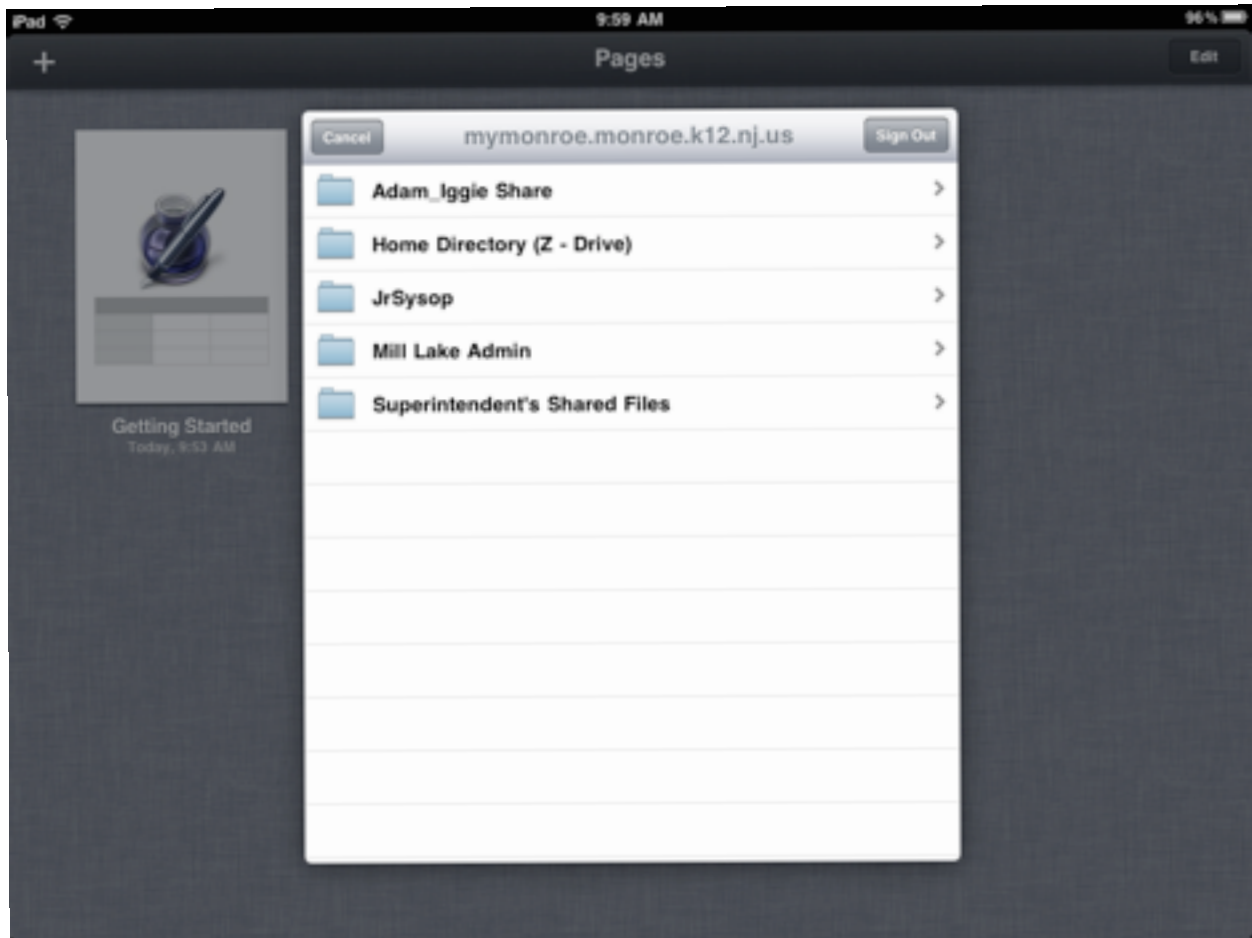 iPad 9:59 AM 96%
Pages
Edit
Cancel mymonroe.monroe.k12.nj.us Sign Out
Adam_Iggie Share
Home Directory (Z - Drive)
JrSysop
Mill Lake Admin
Superintendent's Shared Files
Getting Started
Today, 9:53 AM